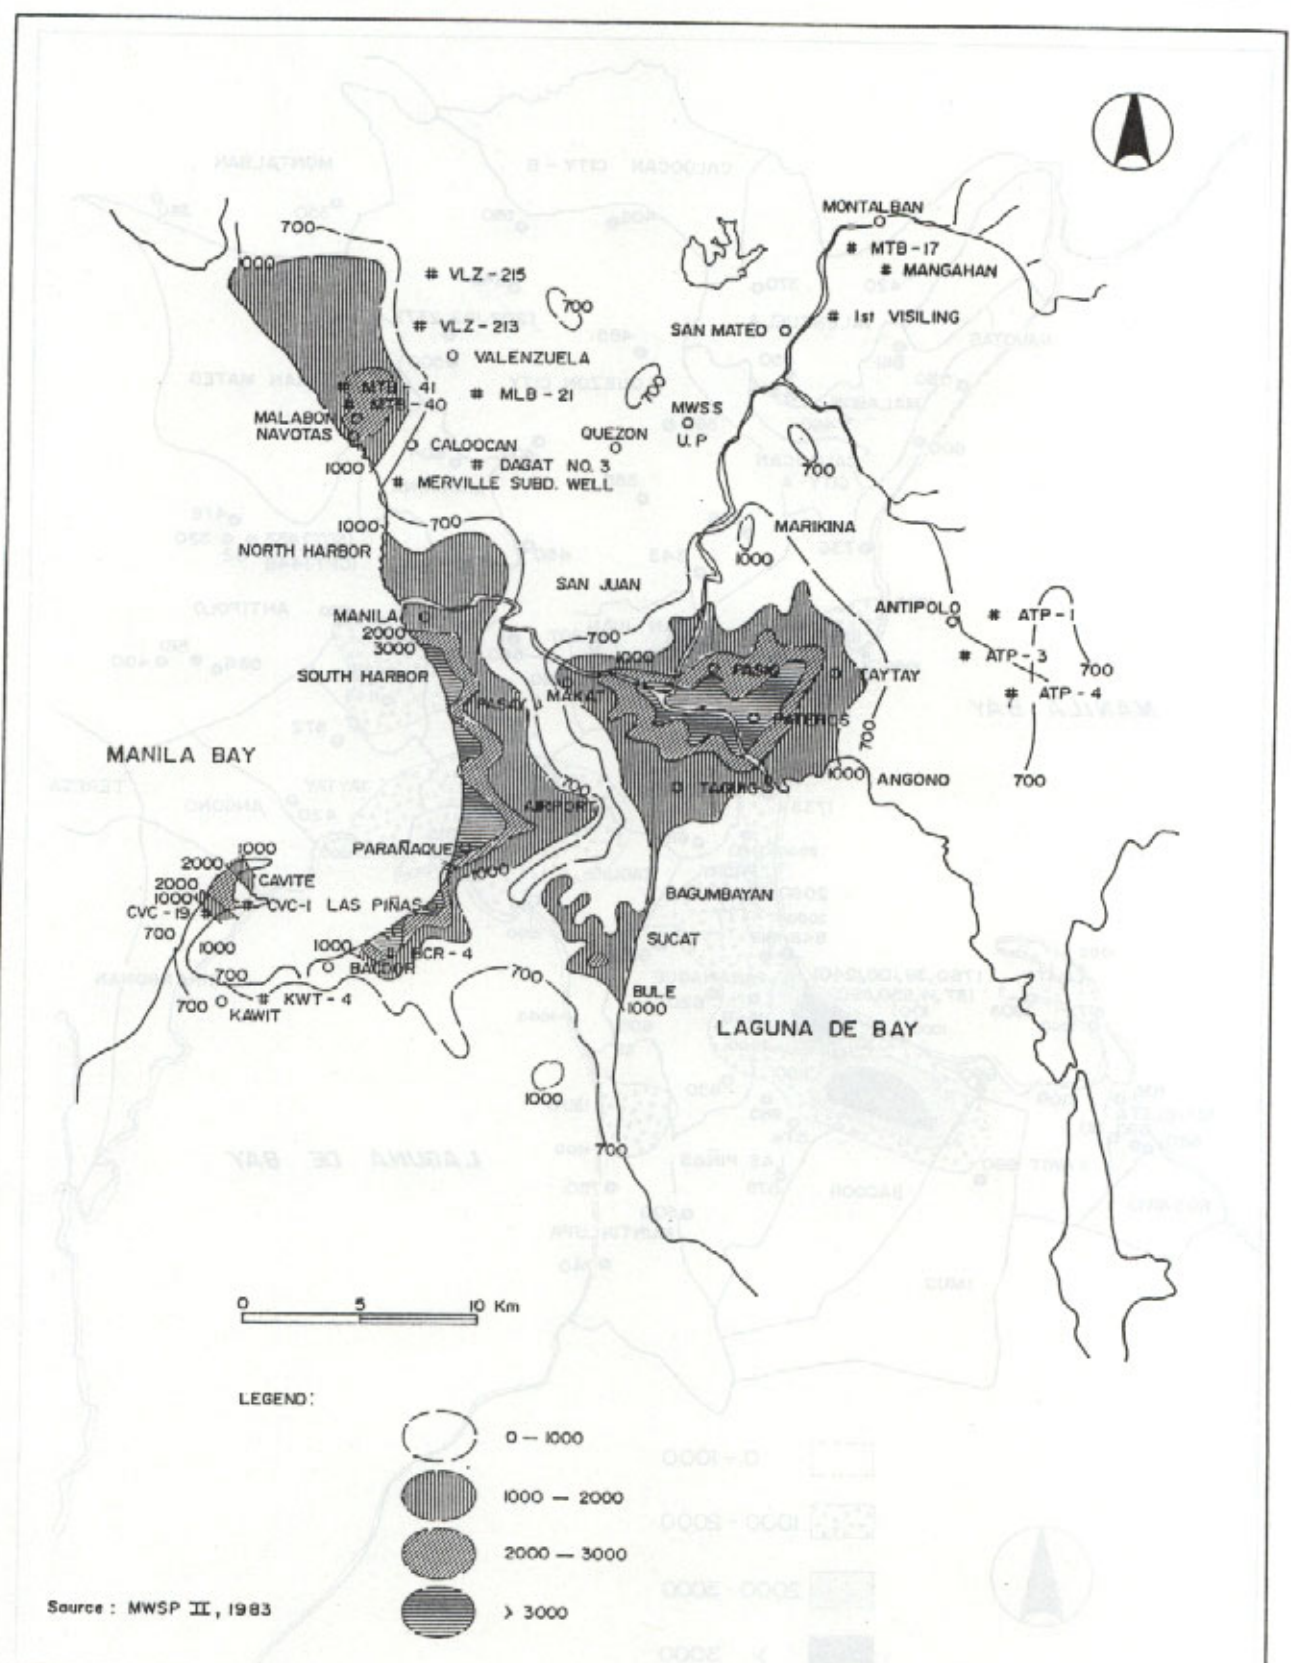 MONTALBAN
700
# MTB-17
1000
# MANGAHAN
# VLZ-215
700
# 1st VISILING
# VLZ-213
SAN MATEO
VALENZUELA
# MTB-41
700
# MLB-21
# MTB-40
MWSS
MALABON
U.P
NAVOTAS
QUEZON
CALOOCAN
1000
# DAGAT NO. 3
700
# MERVILLE SUBD. WELL
1000
700
MARIKINA
NORTH HARBOR
1000
SAN JUAN
ANTIPOLO
# ATP-1
MANILA
2000
700
3000
1000
# ATP-3
SOUTH HARBOR
PASIG
TAYTAY
700
# ATP-4
PASAY
MAKATI
PATEROS
700
MANILA BAY
1000
ANGONO
700
700
TAGUIG
AIRPORT
PARAÑAQUE
1000
2000
1000
CAVITE
2000
1000
BAGUMBAYAN
# CVC-1
LAS PIÑAS
CVC-19 #
700
1000
SUCAT
1000
# BCR-4
BACOOR
700
700
BULE
700
# KWT-4
1000
KAWIT
LAGUNA DE BAY
1000
700
0 5 10 Km
LEGEND:
0 — 1000
1000 — 2000
2000 — 3000
> 3000
Source : MWSP II, 1983